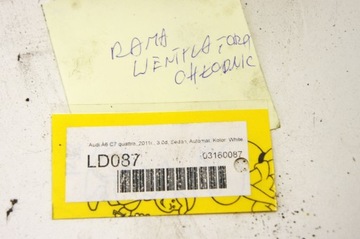 RAMA
WENTYLATORA
CHŁODNIC
Audi A6 C7 quattro, 2011r., 3.0d, Sedan, Automat, Kolor: White
LD087
03160087